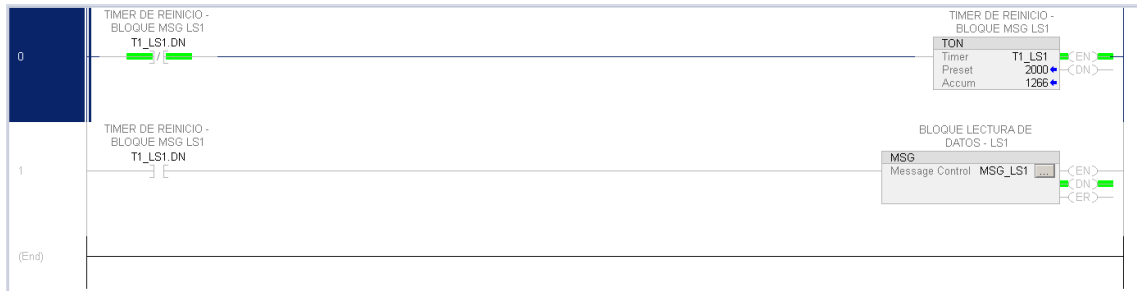 TIMER DE REINICIO -
BLOQUE MSG LS1
T1_LS1.DN
TIMER DE REINICIO -
BLOQUE MSG LS1
TON
Timer T1_LS1
Preset 2000
Accum 1266
EN
DN
0
TIMER DE REINICIO -
BLOQUE MSG LS1
T1_LS1.DN
BLOQUE LECTURA DE
DATOS - LS1
MSG
Message Control MSG_LS1 ...
EN
DN
ER
1
(End)